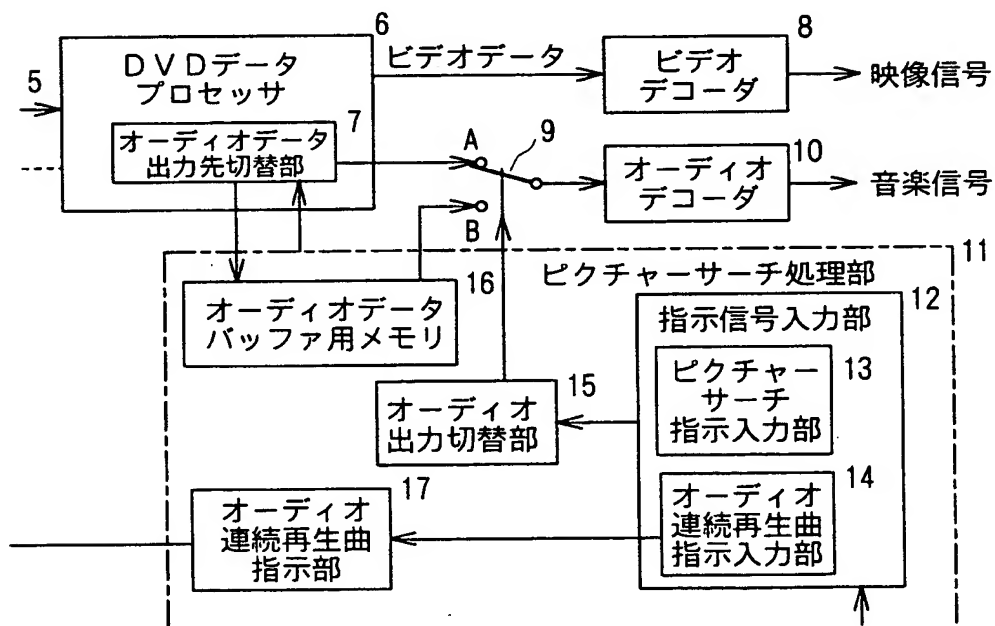 5
6
DVDデータ
プロセッサ
7
オーディオデータ
出力先切替部
ビデオデータ
8
ビデオ
デコーダ
映像信号
A
9
B
10
オーディオ
デコーダ
音楽信号
11
ピクチャーサーチ処理部
16
オーディオデータ
バッファ用メモリ
12
指示信号入力部
13
ピクチャー
サーチ
指示入力部
15
オーディオ
出力切替部
14
オーディオ
連続再生曲
指示入力部
17
オーディオ
連続再生曲
指示部